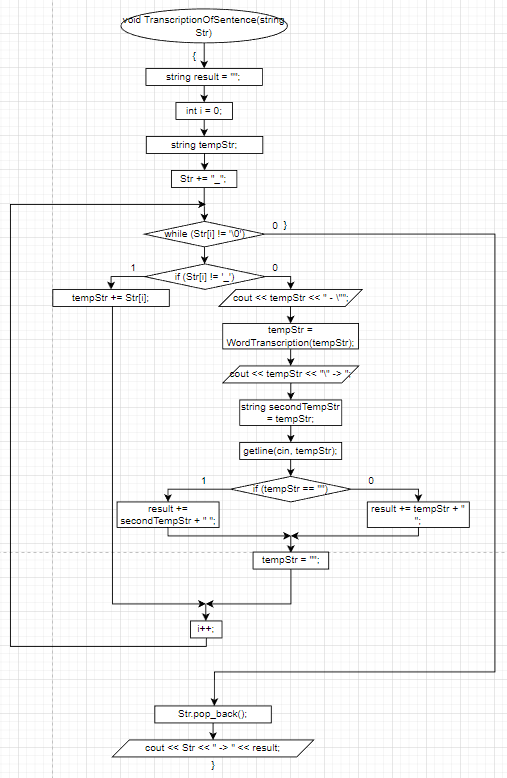 void TranscriptionOfSentence(string
Str)
{
string result = "";
int i = 0;
string tempStr;
Str += "_";
while (Str[i] != '\0')
0 }
if (Str[i] != '_')
1
0
tempStr += Str[i];
cout << tempStr << " - \"";
tempStr =
WordTranscription(tempStr);
cout << tempStr << "\" -> ";
string secondTempStr
= tempStr;
getline(cin, tempStr);
if (tempStr == "")
1
0
result +=
secondTempStr + " ";
result += tempStr + "
";
tempStr = "";
i++;
Str.pop_back();
cout << Str << " -> " << result;
}